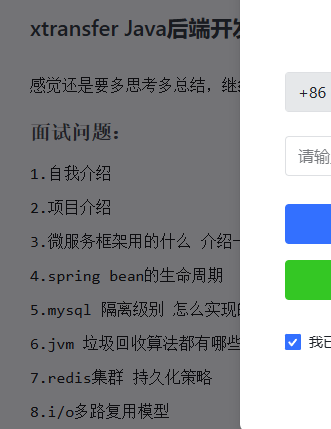 xtransfer Java后端开发
感觉还是要多思考多总结，继
面试问题：
1.自我介绍
2.项目介绍
3.微服务框架用的什么 介绍一
4.spring bean的生命周期
5.mysql 隔离级别 怎么实现的
6.jvm 垃圾回收算法都有哪些
7.redis集群 持久化策略
8.i/o多路复用模型
+86
请输
我已